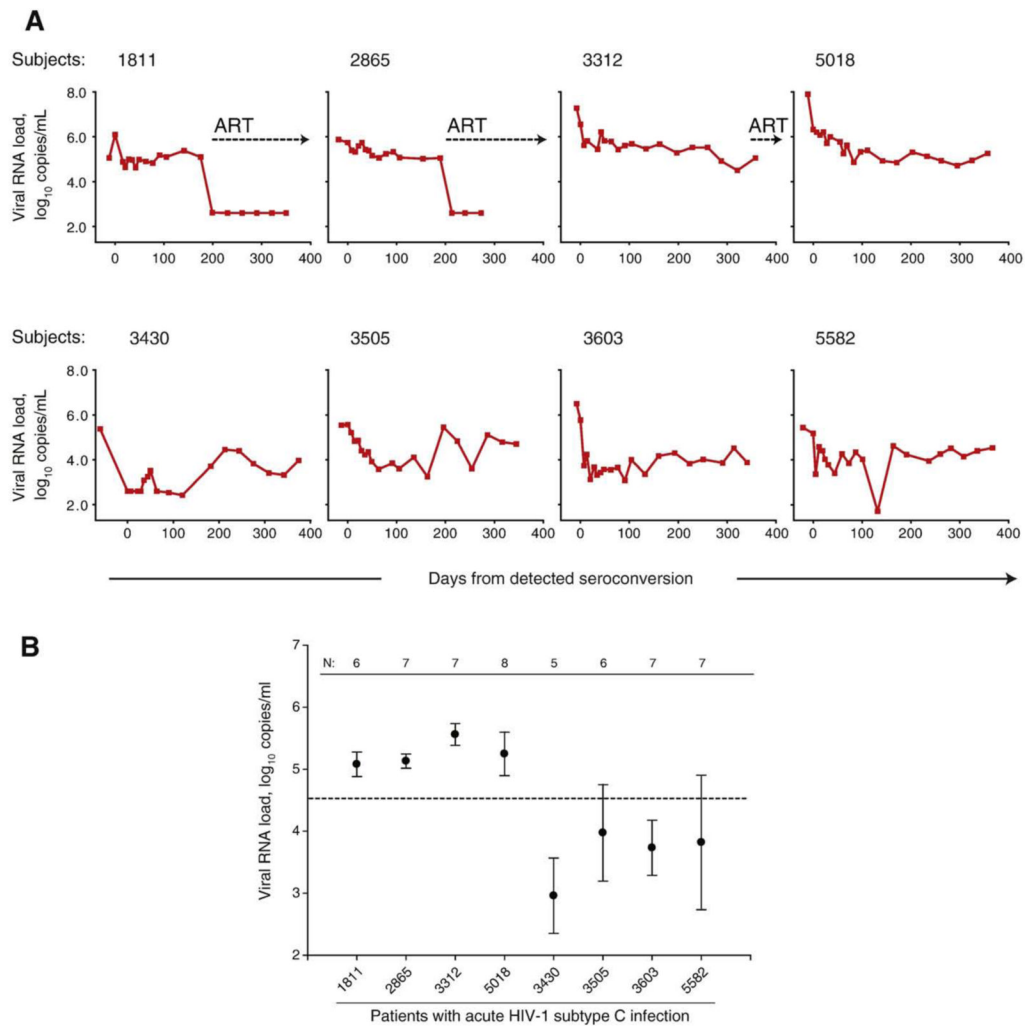 A
Subjects: 1811 2865 3312 5018
Viral RNA load,
log10 copies/mL
8.0
6.0
4.0
2.0
ART
ART
ART
0 100 200 300 400
0 100 200 300 400
0 100 200 300 400
0 100 200 300 400
Subjects: 3430 3505 3603 5582
Viral RNA load,
log10 copies/mL
8.0
6.0
4.0
2.0
0 100 200 300 400
0 100 200 300 400
0 100 200 300 400
0 100 200 300 400
Days from detected seroconversion
B
Viral RNA load, log10 copies/ml
7
6
5
4
3
2
N: 6 7 7 8 5 6 7 7
1811 2865 3312 5018 3430 3505 3603 5582
Patients with acute HIV-1 subtype C infection